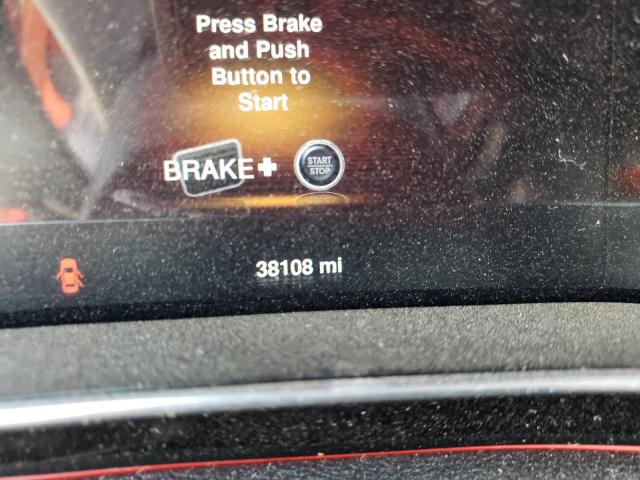 Press Brake
and Push
Button to
Start
BRAKE+
START
STOP
38108 mi